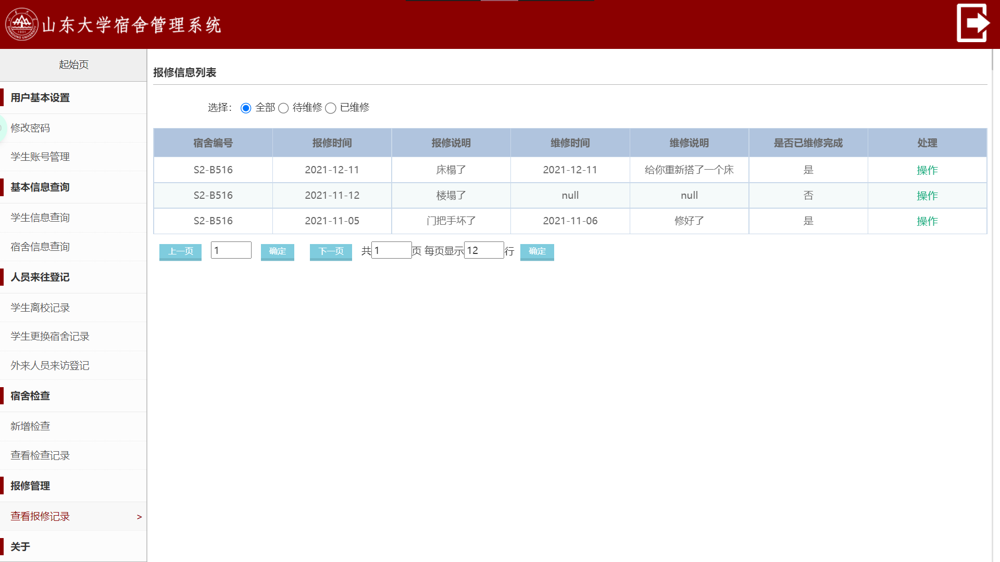 山东大学宿舍管理系统
SHANDONG UNIVERSITY
1901
起始页
用户基本设置
修改密码
学生账号管理
基本信息查询
学生信息查询
宿舍信息查询
人员来往登记
学生离校记录
学生更换宿舍记录
外来人员来访登记
宿舍检查
新增检查
查看检查记录
报修管理
查看报修记录 >
关于
报修信息列表
选择： 全部 待维修 已维修
宿舍编号 报修时间 报修说明 维修时间 维修说明 是否已维修完成 处理
S2-B516 2021-12-11 床榻了 2021-12-11 给你重新搭了一个床 是 操作
S2-B516 2021-11-12 楼塌了 null null 否 操作
S2-B516 2021-11-05 门把手坏了 2021-11-06 修好了 是 操作
上一页 1 确定 下一页 共1页 每页显示12行 确定